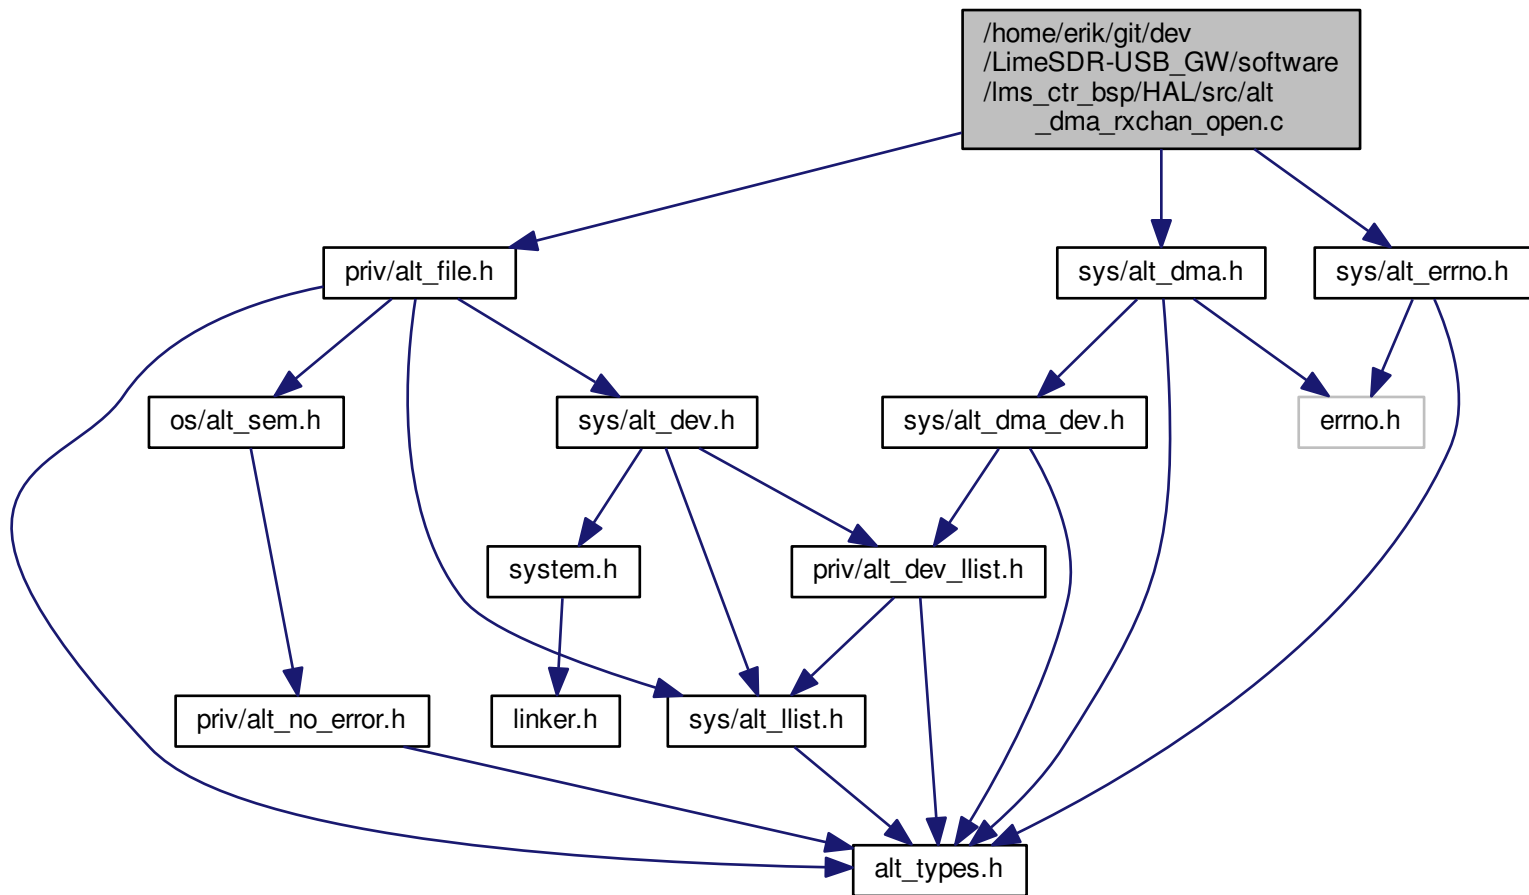 /home/erik/git/dev
/LimeSDR-USB_GW/software
/lms_ctr_bsp/HAL/src/alt
_dma_rxchan_open.c
priv/alt_file.h
sys/alt_dma.h
sys/alt_errno.h
os/alt_sem.h
sys/alt_dev.h
sys/alt_dma_dev.h
errno.h
system.h
priv/alt_dev_llist.h
priv/alt_no_error.h
linker.h
sys/alt_llist.h
alt_types.h